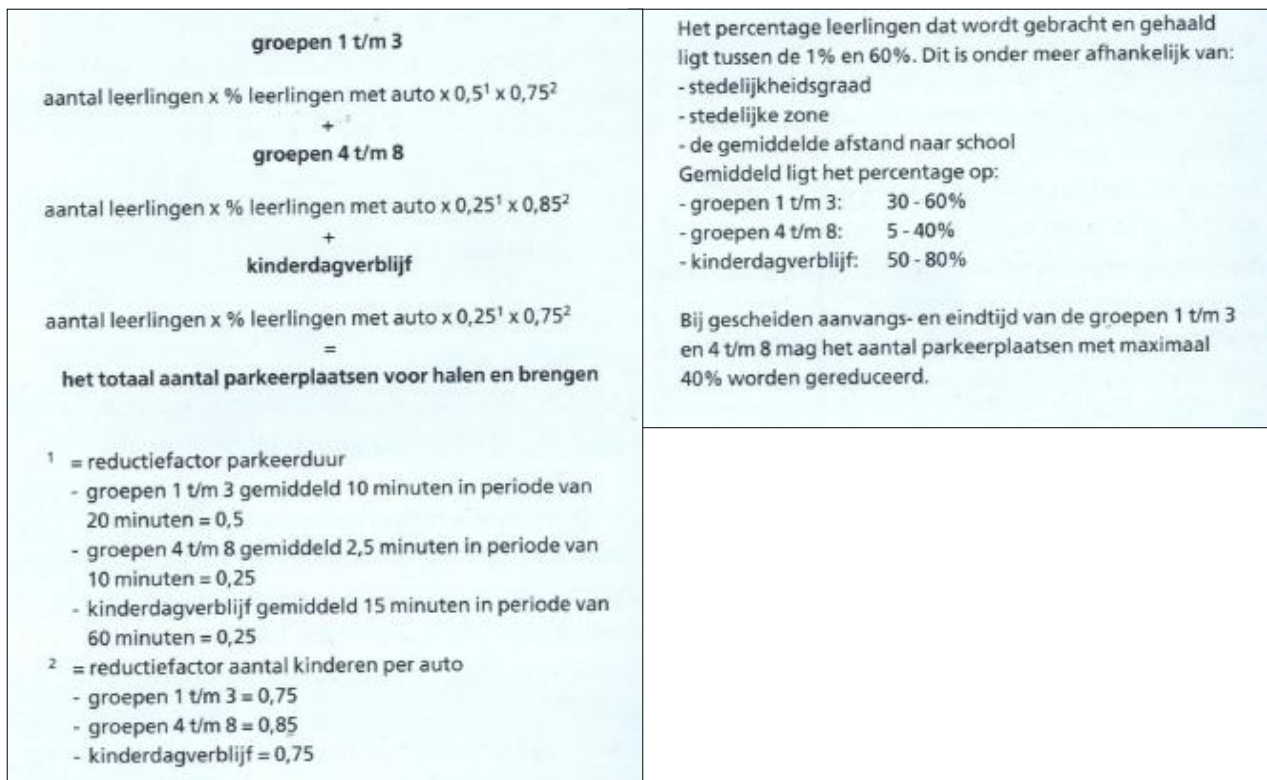 groepen 1 t/m 3
aantal leerlingen x % leerlingen met auto x 0,5¹ x 0,75²
+
groepen 4 t/m 8
aantal leerlingen x % leerlingen met auto x 0,25¹ x 0,85²
+
kinderdagverblijf
aantal leerlingen x % leerlingen met auto x 0,25¹ x 0,75²
=
het totaal aantal parkeerplaatsen voor halen en brengen
¹ = reductiefactor parkeerduur
- groepen 1 t/m 3 gemiddeld 10 minuten in periode van
20 minuten = 0,5
- groepen 4 t/m 8 gemiddeld 2,5 minuten in periode van
10 minuten = 0,25
- kinderdagverblijf gemiddeld 15 minuten in periode van
60 minuten = 0,25
² = reductiefactor aantal kinderen per auto
- groepen 1 t/m 3 = 0,75
- groepen 4 t/m 8 = 0,85
- kinderdagverblijf = 0,75
Het percentage leerlingen dat wordt gebracht en gehaald
ligt tussen de 1% en 60%. Dit is onder meer afhankelijk van:
- stedelijkheidsgraad
- stedelijke zone
- de gemiddelde afstand naar school
Gemiddeld ligt het percentage op:
- groepen 1 t/m 3: 30 - 60%
- groepen 4 t/m 8: 5 - 40%
- kinderdagverblijf: 50 - 80%
Bij gescheiden aanvangs- en eindtijd van de groepen 1 t/m 3
en 4 t/m 8 mag het aantal parkeerplaatsen met maximaal
40% worden gereduceerd.